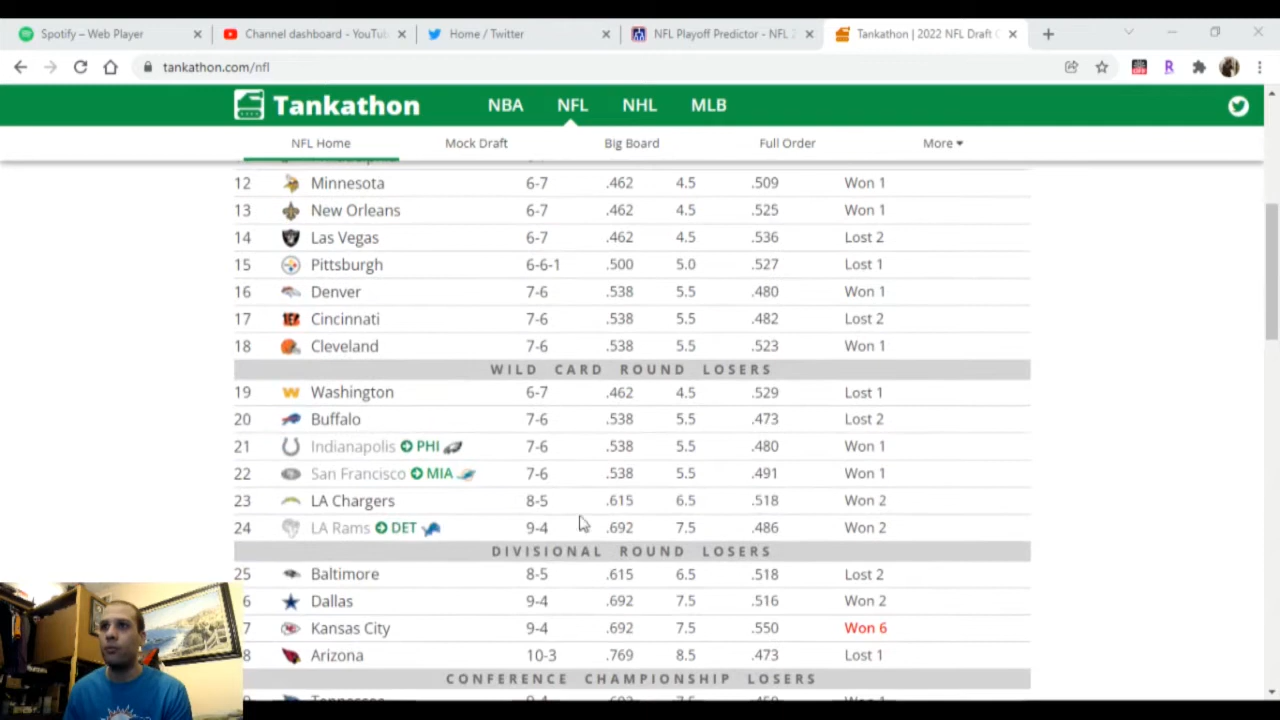 Spotify – Web Player
Channel dashboard - YouTub
Home / Twitter
NFL Playoff Predictor - NFL 2
Tankathon | 2022 NFL Draft O
tankathon.com/nfl
Tankathon NBA NFL NHL MLB
NFL Home Mock Draft Big Board Full Order More
12 Minnesota 6-7 .462 4.5 .509 Won 1
13 New Orleans 6-7 .462 4.5 .525 Won 1
14 Las Vegas 6-7 .462 4.5 .536 Lost 2
15 Pittsburgh 6-6-1 .500 5.0 .527 Lost 1
16 Denver 7-6 .538 5.5 .480 Won 1
17 Cincinnati 7-6 .538 5.5 .482 Lost 2
18 Cleveland 7-6 .538 5.5 .523 Won 1
WILD CARD ROUND LOSERS
19 Washington 6-7 .462 4.5 .529 Lost 1
20 Buffalo 7-6 .538 5.5 .473 Lost 2
21 Indianapolis PHI 7-6 .538 5.5 .480 Won 1
22 San Francisco MIA 7-6 .538 5.5 .491 Won 1
23 LA Chargers 8-5 .615 6.5 .518 Won 2
24 LA Rams DET 9-4 .692 7.5 .486 Won 2
DIVISIONAL ROUND LOSERS
25 Baltimore 8-5 .615 6.5 .518 Lost 2
6 Dallas 9-4 .692 7.5 .516 Won 2
7 Kansas City 9-4 .692 7.5 .550 Won 6
8 Arizona 10-3 .769 8.5 .473 Lost 1
CONFERENCE CHAMPIONSHIP LOSERS